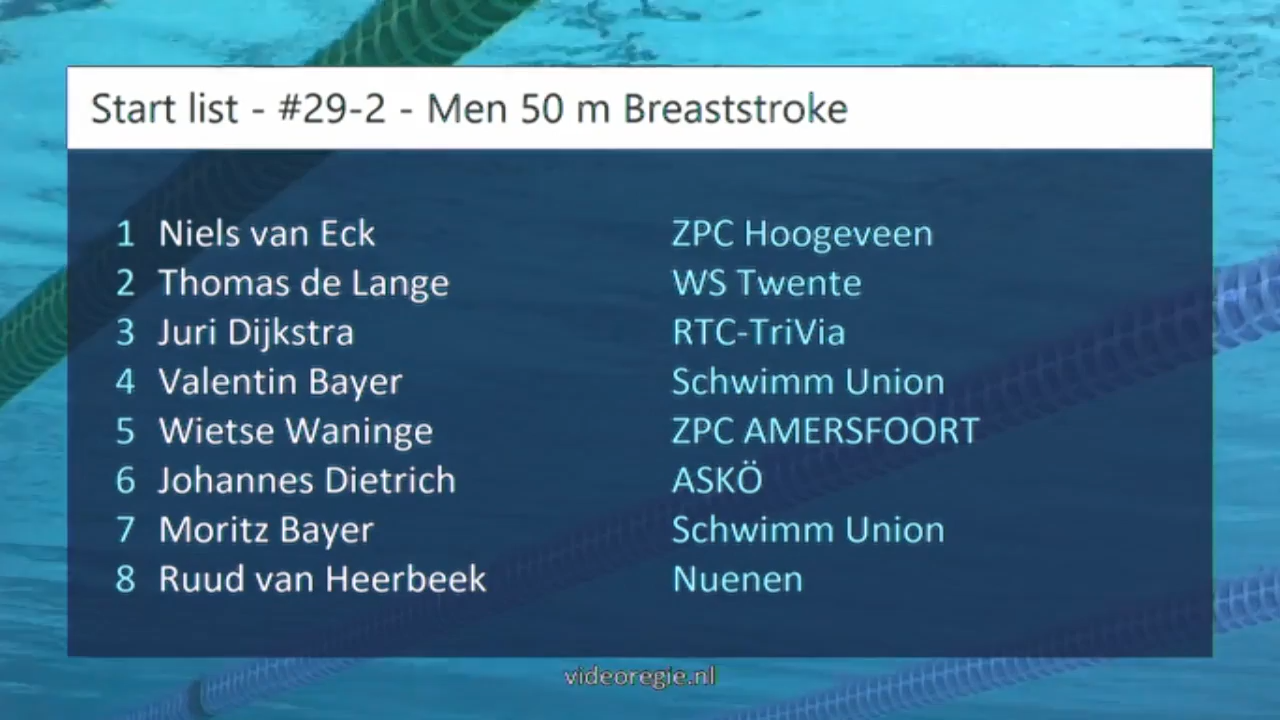 Start list - #29-2 - Men 50 m Breaststroke
1 Niels van Eck ZPC Hoogeveen
2 Thomas de Lange WS Twente
3 Juri Dijkstra RTC-TriVia
4 Valentin Bayer Schwimm Union
5 Wietse Waninge ZPC AMERSFOORT
6 Johannes Dietrich ASKÖ
7 Moritz Bayer Schwimm Union
8 Ruud van Heerbeek Nuenen
videoregie.nl